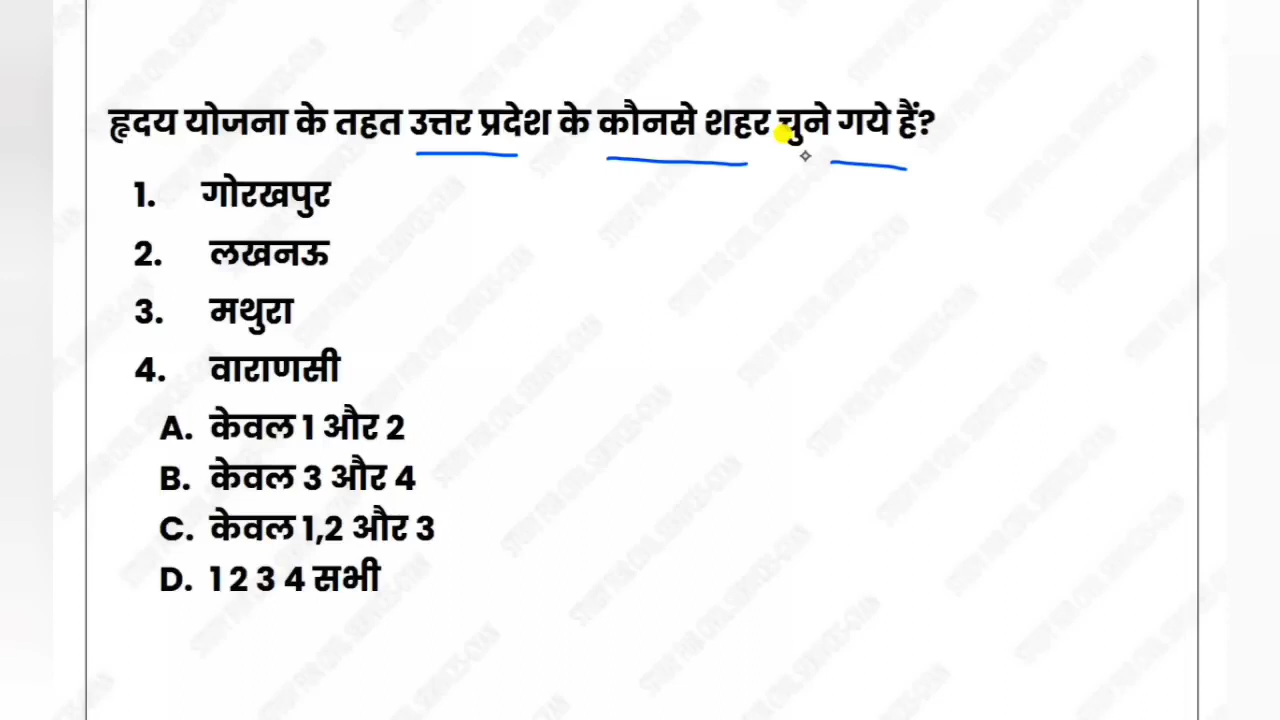 हृदय योजना के तहत उत्तर प्रदेश के कौनसे शहर चुने गये हैं?
1. गोरखपुर
2. लखनऊ
3. मथुरा
4. वाराणसी
A. केवल 1 और 2
B. केवल 3 और 4
C. केवल 1,2 और 3
D. 1 2 3 4 सभी